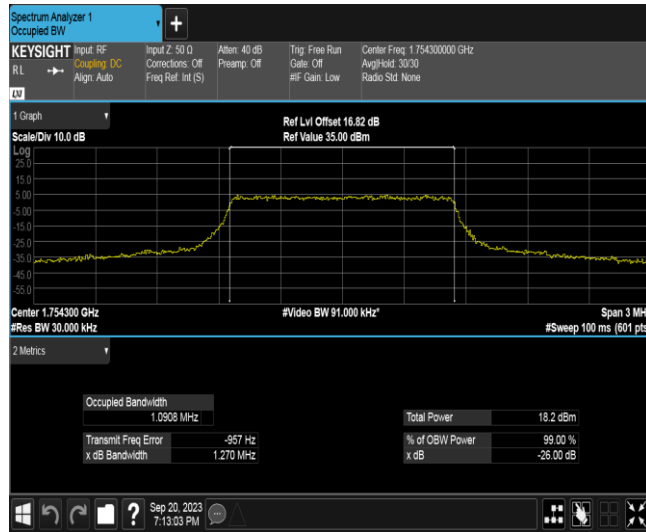 Spectrum Analyzer 1
Occupied BW
KEYSIGHT
Input: RF
Coupling: DC
Align: Auto
Input Z: 50 Ω
Corrections: Off
Freq Ref: Int (S)
Atten: 40 dB
Preamp: Off
Trig: Free Run
Gate: Off
#IF Gain: Low
Center Freq: 1.754300000 GHz
Avg|Hold: 30/30
Radio Std: None
R L
LXI
1 Graph
Scale/Div 10.0 dB
Ref Lvl Offset 16.82 dB
Ref Value 35.00 dBm
Log
25.0
15.0
5.00
-5.00
-15.0
-25.0
-35.0
-45.0
-55.0
Center 1.754300 GHz
#Res BW 30.000 kHz
#Video BW 91.000 kHz*
Span 3 MH
#Sweep 100 ms (601 pts
2 Metrics
Occupied Bandwidth
1.0908 MHz
Total Power 18.2 dBm
Transmit Freq Error -957 Hz
% of OBW Power 99.00 %
x dB Bandwidth 1.270 MHz
x dB -26.00 dB
?
Sep 20, 2023
7:13:03 PM